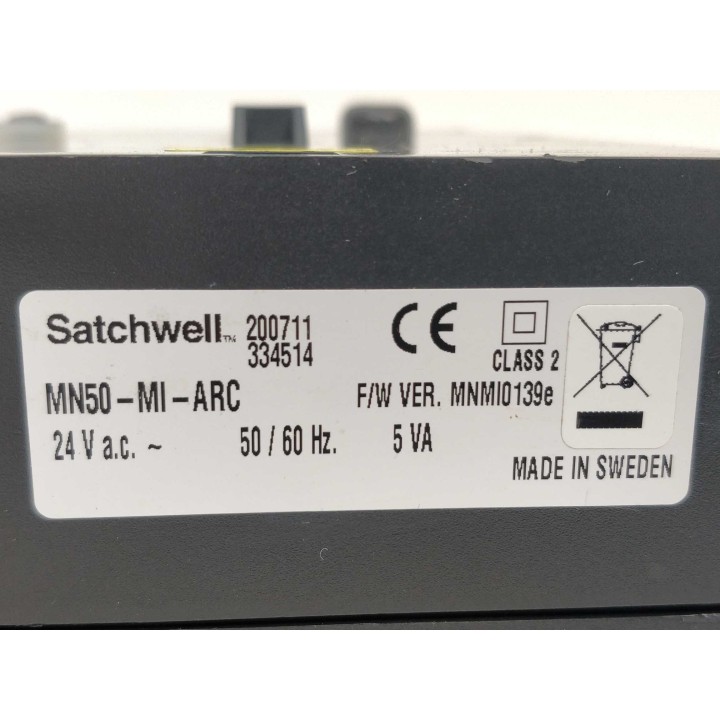 Satchwell™ 200711
334514
CE
CLASS 2
MN50-MI-ARC F/W VER. MNMI0139e
24 V a.c. ~ 50 / 60 Hz. 5 VA
MADE IN SWEDEN